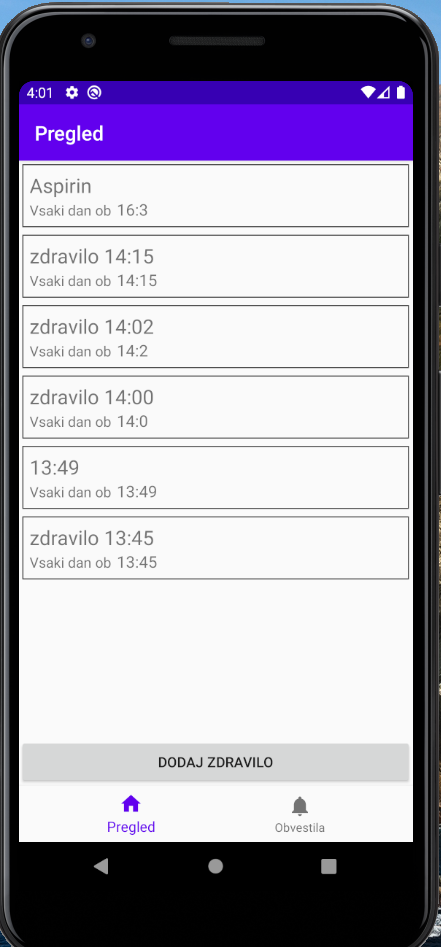 4:01
Pregled
Aspirin
Vsaki dan ob 16:3
zdravilo 14:15
Vsaki dan ob 14:15
zdravilo 14:02
Vsaki dan ob 14:2
zdravilo 14:00
Vsaki dan ob 14:0
13:49
Vsaki dan ob 13:49
zdravilo 13:45
Vsaki dan ob 13:45
DODAJ ZDRAVILO
Pregled
Obvestila